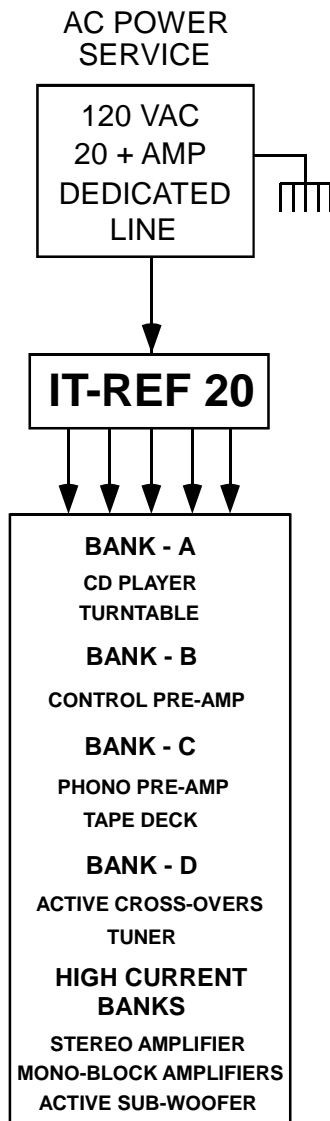 AC POWER
SERVICE
120 VAC
20 + AMP
DEDICATED
LINE
IT-REF 20
BANK - A
CD PLAYER
TURNTABLE
BANK - B
CONTROL PRE-AMP
BANK - C
PHONO PRE-AMP
TAPE DECK
BANK - D
ACTIVE CROSS-OVERS
TUNER
HIGH CURRENT
BANKS
STEREO AMPLIFIER
MONO-BLOCK AMPLIFIERS
ACTIVE SUB-WOOFER